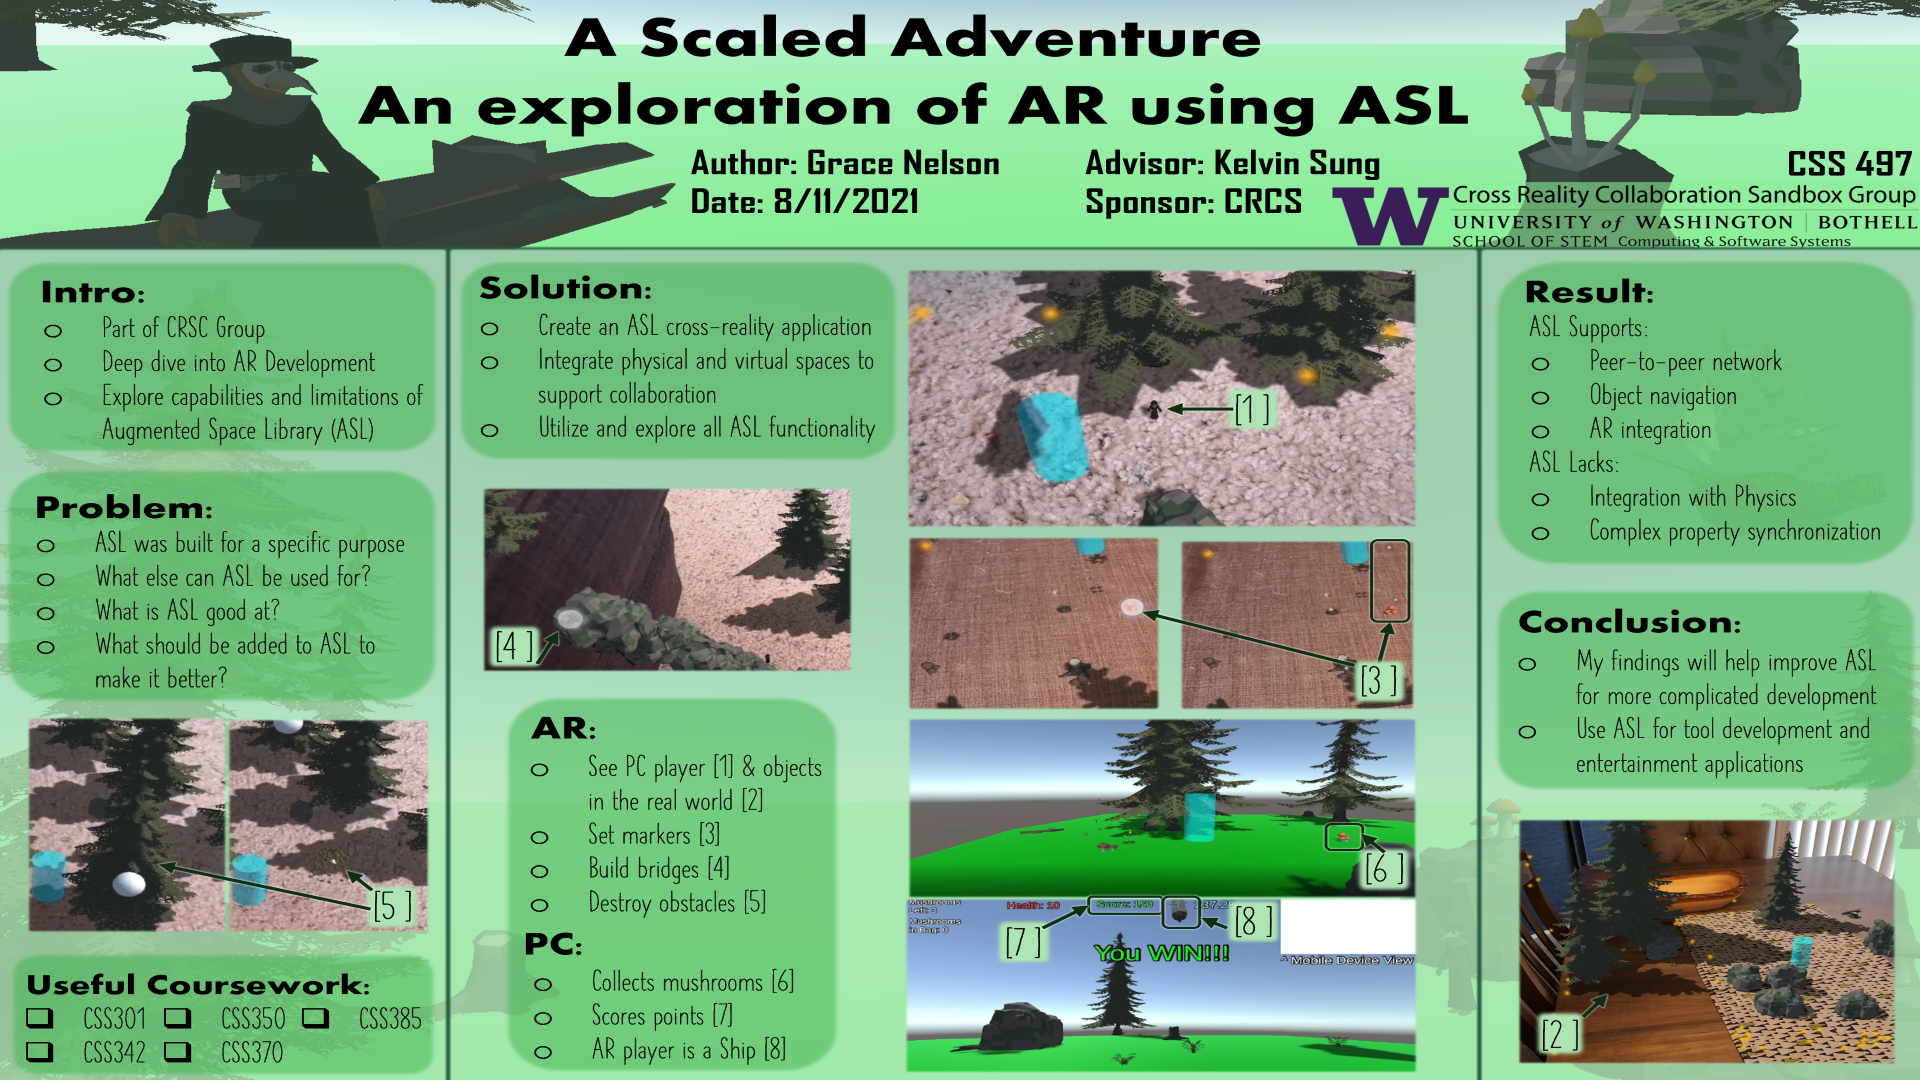 A Scaled Adventure
An exploration of AR using ASL
Author: Grace Nelson
Date: 8/11/2021
Advisor: Kelvin Sung
Sponsor: CRCS
CSS 497
W
Cross Reality Collaboration Sandbox Group
UNIVERSITY of WASHINGTON | BOTHELL
SCHOOL OF STEM Computing & Software Systems
Intro:
Part of CRSC Group
Deep dive into AR Development
Explore capabilities and limitations of
Augmented Space Library (ASL)
Problem:
ASL was built for a specific purpose
What else can ASL be used for?
What is ASL good at?
What should be added to ASL to
make it better?
[5 ]
Useful Coursework:
CSS301 CSS350 CSS385
CSS342 CSS370
Solution:
Create an ASL cross-reality application
Integrate physical and virtual spaces to
support collaboration
Utilize and explore all ASL functionality
[4 ]
AR:
See PC player [1] & objects
in the real world [2]
Set markers [3]
Build bridges [4]
Destroy obstacles [5]
PC:
Collects mushrooms [6]
Scores points [7]
AR player is a Ship [8]
[1 ]
[3 ]
[6 ]
Mushrooms
Left: 3
Mushrooms
in Bag: 0
Health: 10
Score: 150
[7 ]
[8 ]
You WIN!!!
^ Mobile Device View
Result:
ASL Supports:
Peer-to-peer network
Object navigation
AR integration
ASL Lacks:
Integration with Physics
Complex property synchronization
Conclusion:
My findings will help improve ASL
for more complicated development
Use ASL for tool development and
entertainment applications
[2 ]